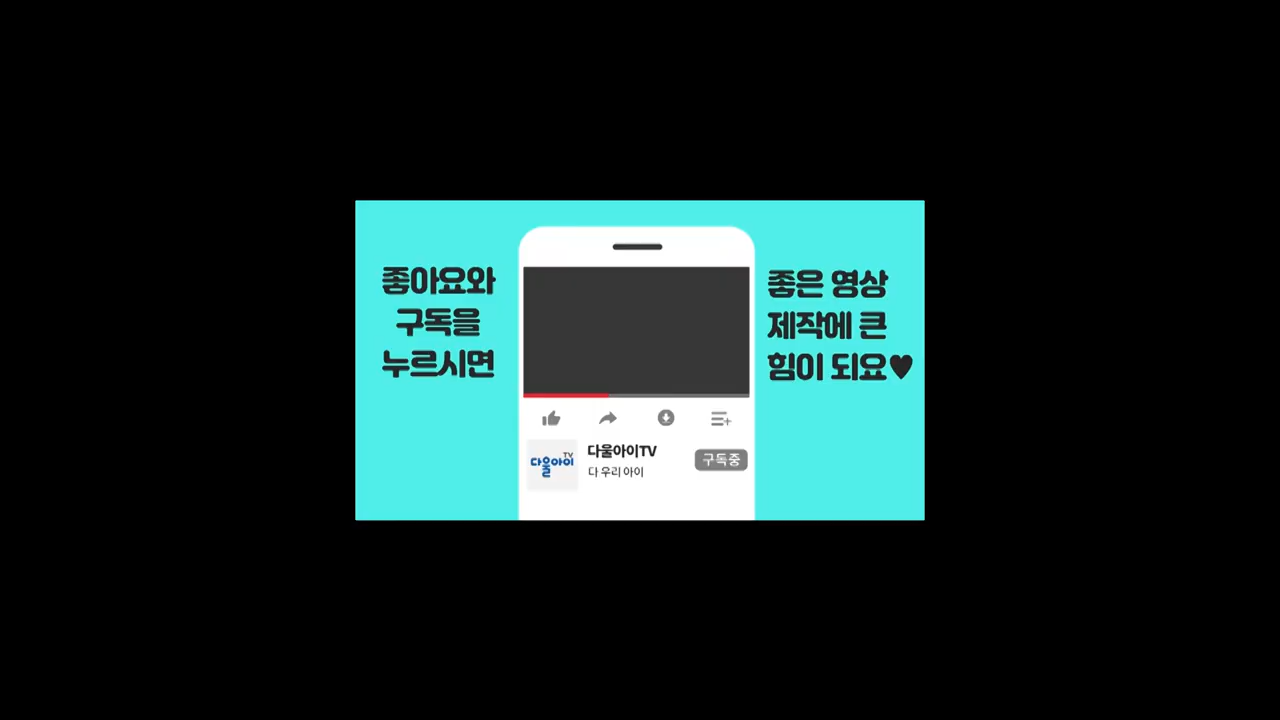 좋아요와
구독을
누르시면
좋은 영상
제작에 큰
힘이 되요♥
다울아이 TV
다울아이TV
다 우리 아이
구독중